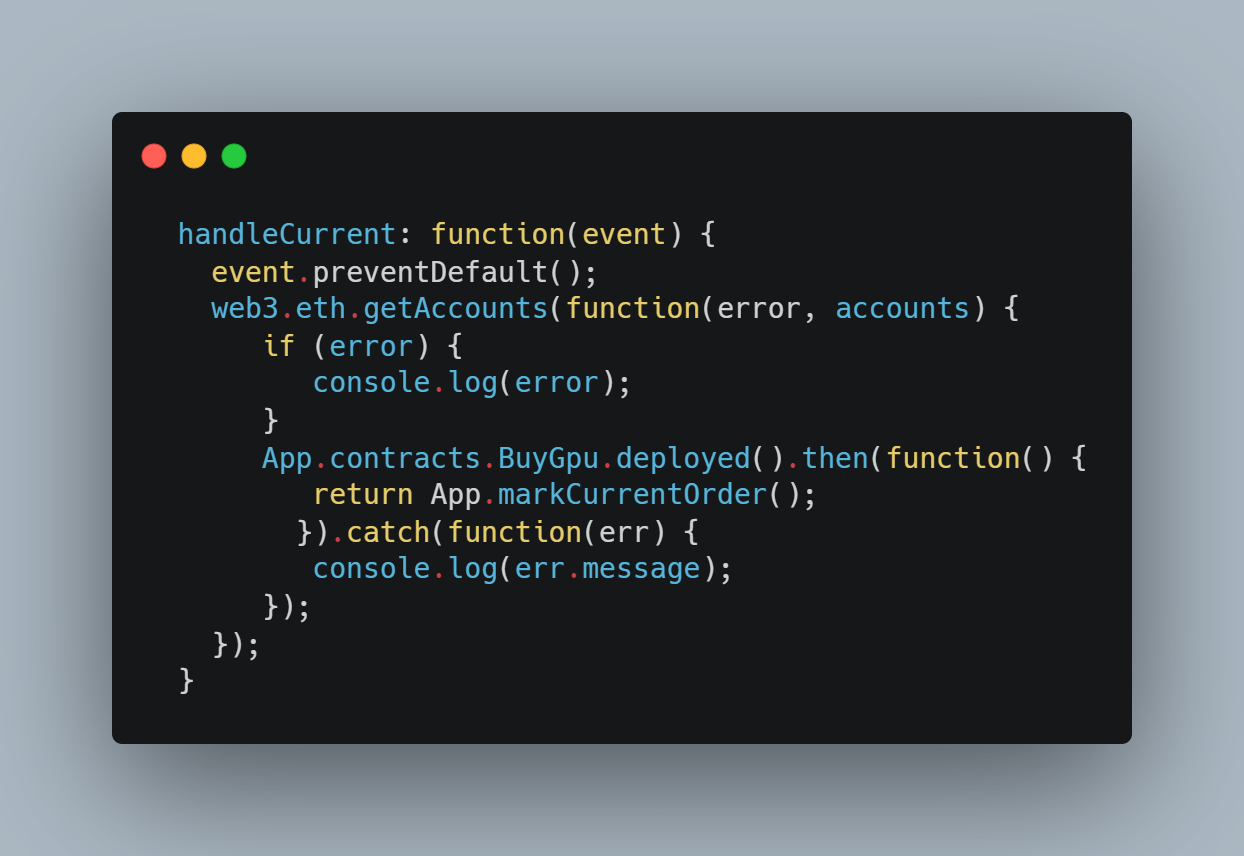 handleCurrent: function(event) {
  event.preventDefault();
  web3.eth.getAccounts(function(error, accounts) {
     if (error) {
        console.log(error);
     }
     App.contracts.BuyGpu.deployed().then(function() {
        return App.markCurrentOrder();
       }).catch(function(err) {
        console.log(err.message);
     });
  });
}